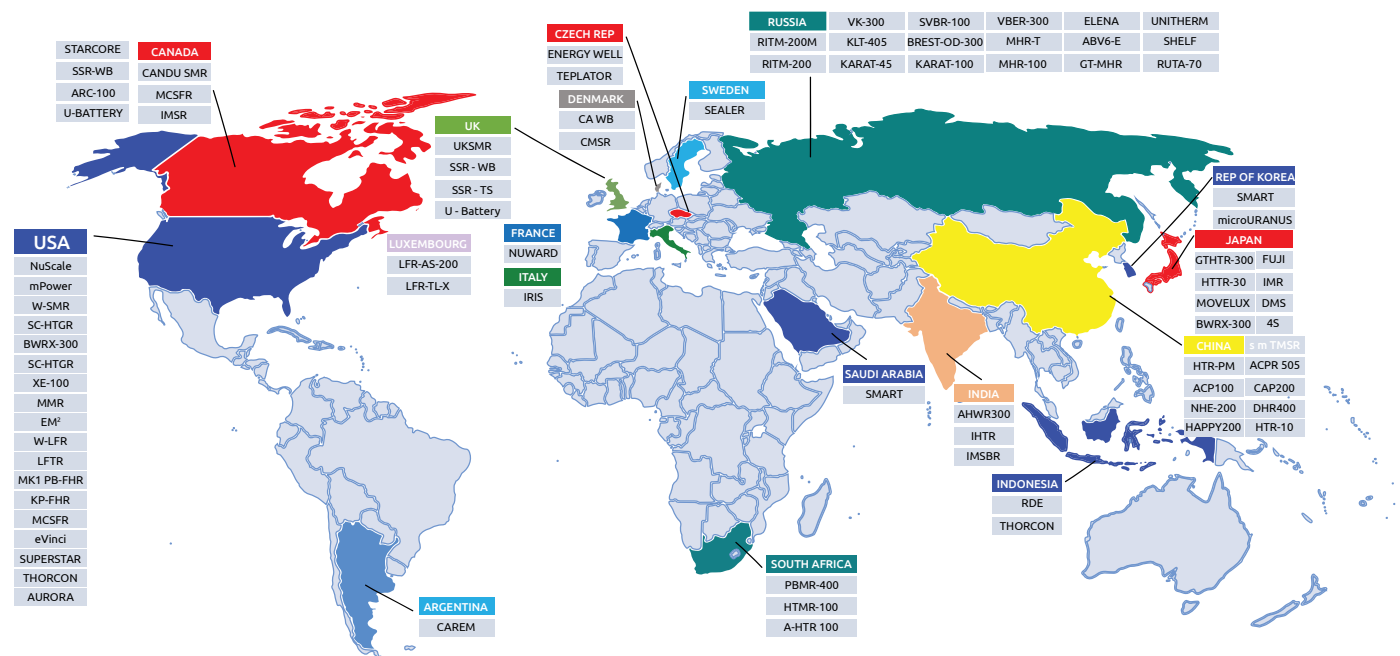 STARCORE
SSR-WB
ARC-100
U-BATTERY
CANADA
CANDU SMR
MCSFR
IMSR
USA
NuScale
mPower
W-SMR
SC-HTGR
BWRX-300
SC-HTGR
XE-100
MMR
EM²
W-LFR
LFTR
MK1 PB-FHR
KP-FHR
MCSFR
eVinci
SUPERSTAR
THORCON
AURORA
UK
UKSMR
SSR - WB
SSR - TS
U - Battery
LUXEMBOURG
LFR-AS-200
LFR-TL-X
FRANCE
NUWARD
ITALY
IRIS
CZECH REP
ENERGY WELL
TEPLATOR
DENMARK
CA WB
CMSR
SWEDEN
SEALER
RUSSIA VK-300 SVBR-100 VBER-300 ELENA UNITHERM
RITM-200M KLT-405 BREST-OD-300 MHR-T ABV6-E SHELF
RITM-200 KARAT-45 KARAT-100 MHR-100 GT-MHR RUTA-70
REP OF KOREA
SMART
microURANUS
JAPAN
GTHTR-300 FUJI
HTTR-30 IMR
MOVELUX DMS
BWRX-300 4S
CHINA s m TMSR
HTR-PM ACPR 505
ACP100 CAP200
NHE-200 DHR400
HAPPY200 HTR-10
SAUDI ARABIA
SMART
INDIA
AHWR300
IHTR
IMSBR
INDONESIA
RDE
THORCON
SOUTH AFRICA
PBMR-400
HTMR-100
A-HTR 100
ARGENTINA
CAREM